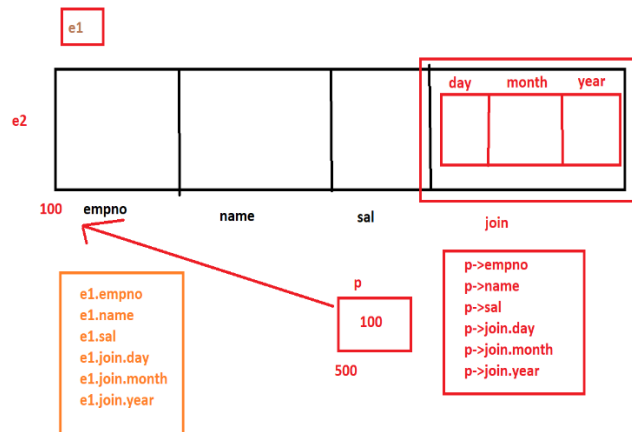 e1
day month year
e2
100 empno name sal join
p
100
500
e1.empno
e1.name
e1.sal
e1.join.day
e1.join.month
e1.join.year
p->empno
p->name
p->sal
p->join.day
p->join.month
p->join.year